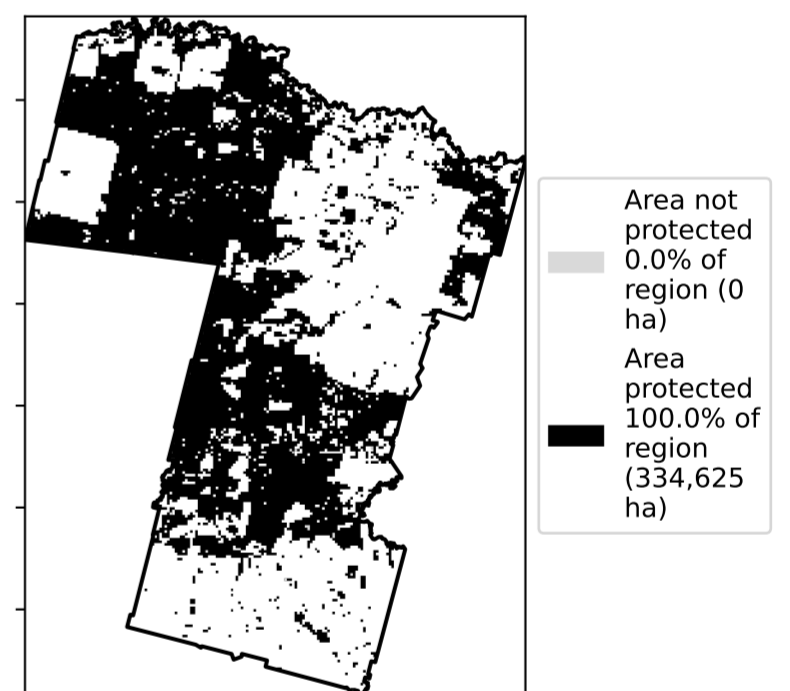 Area not
protected
0.0% of
region (0
ha)
Area
protected
100.0% of
region
(334,625
ha)